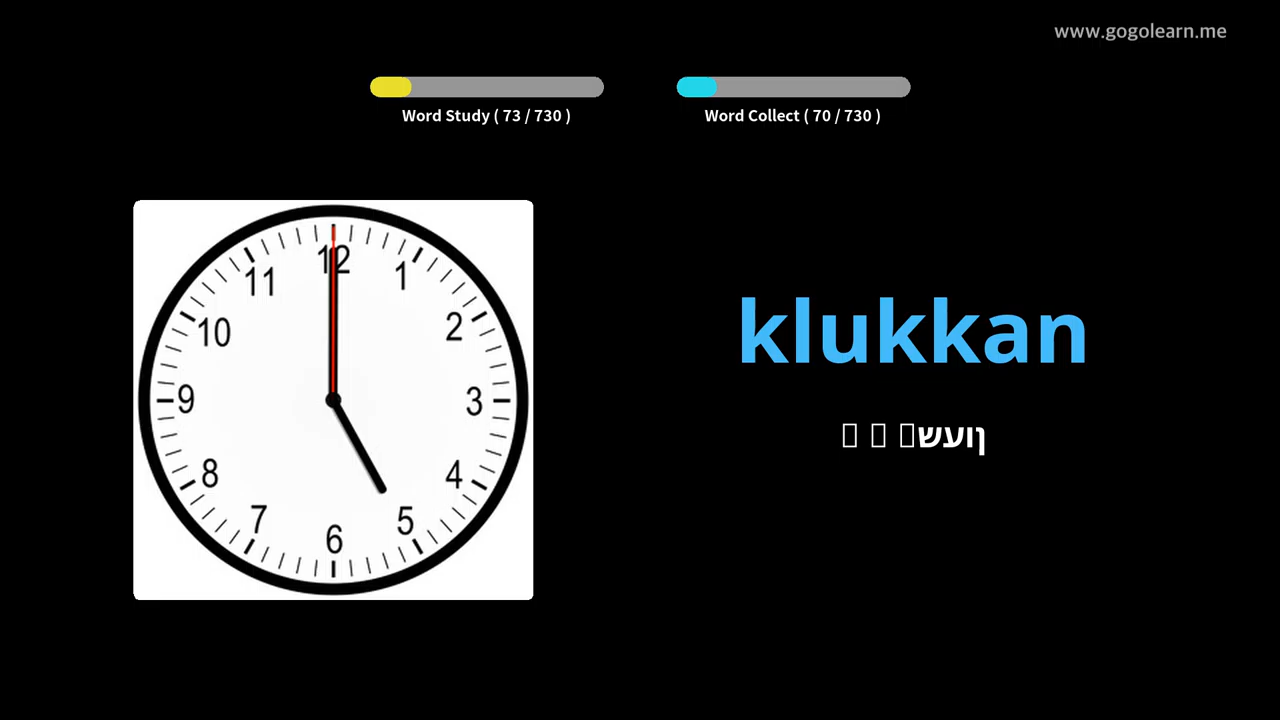 www.gogolearn.me
Word Study ( 73 / 730 )
Word Collect ( 70 / 730 )
12
11 1
10 2
9 3
8 4
7 5
6
klukkan
שעון